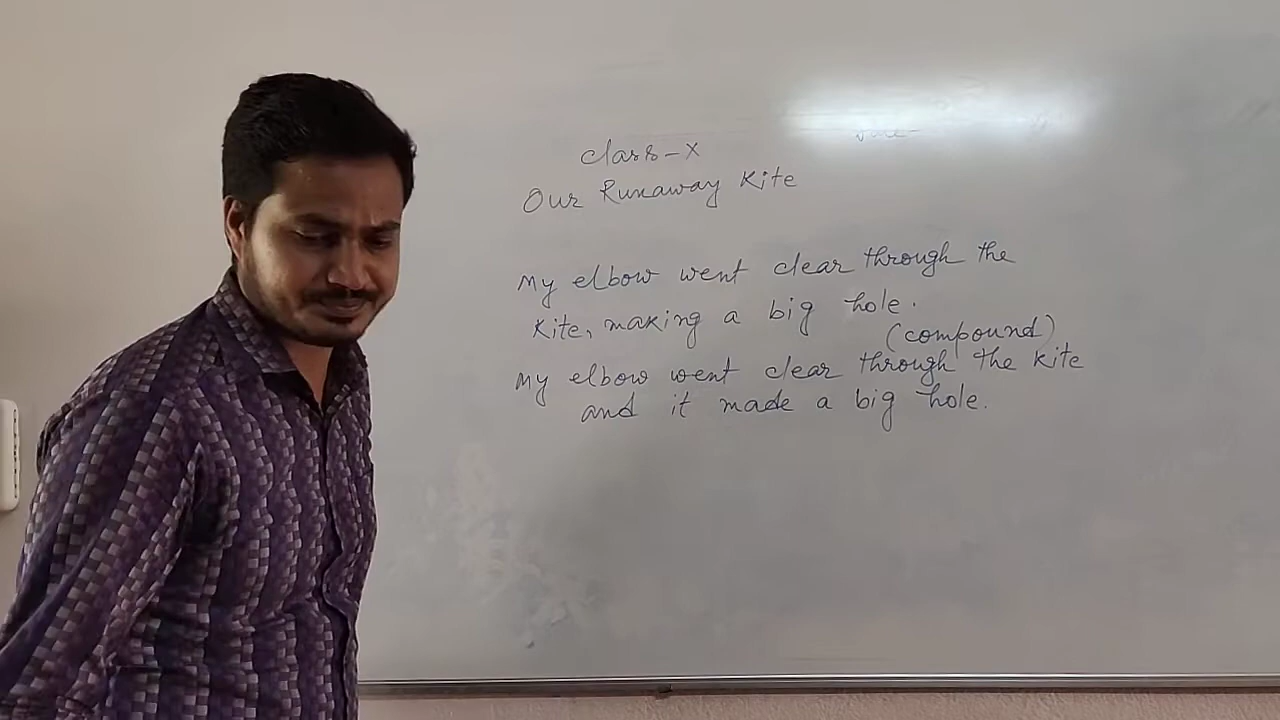 Class-X
Our Runaway Kite
My elbow went clear through the
Kite, making a big hole.
(compound)
My elbow went clear through the Kite
and it made a big hole.